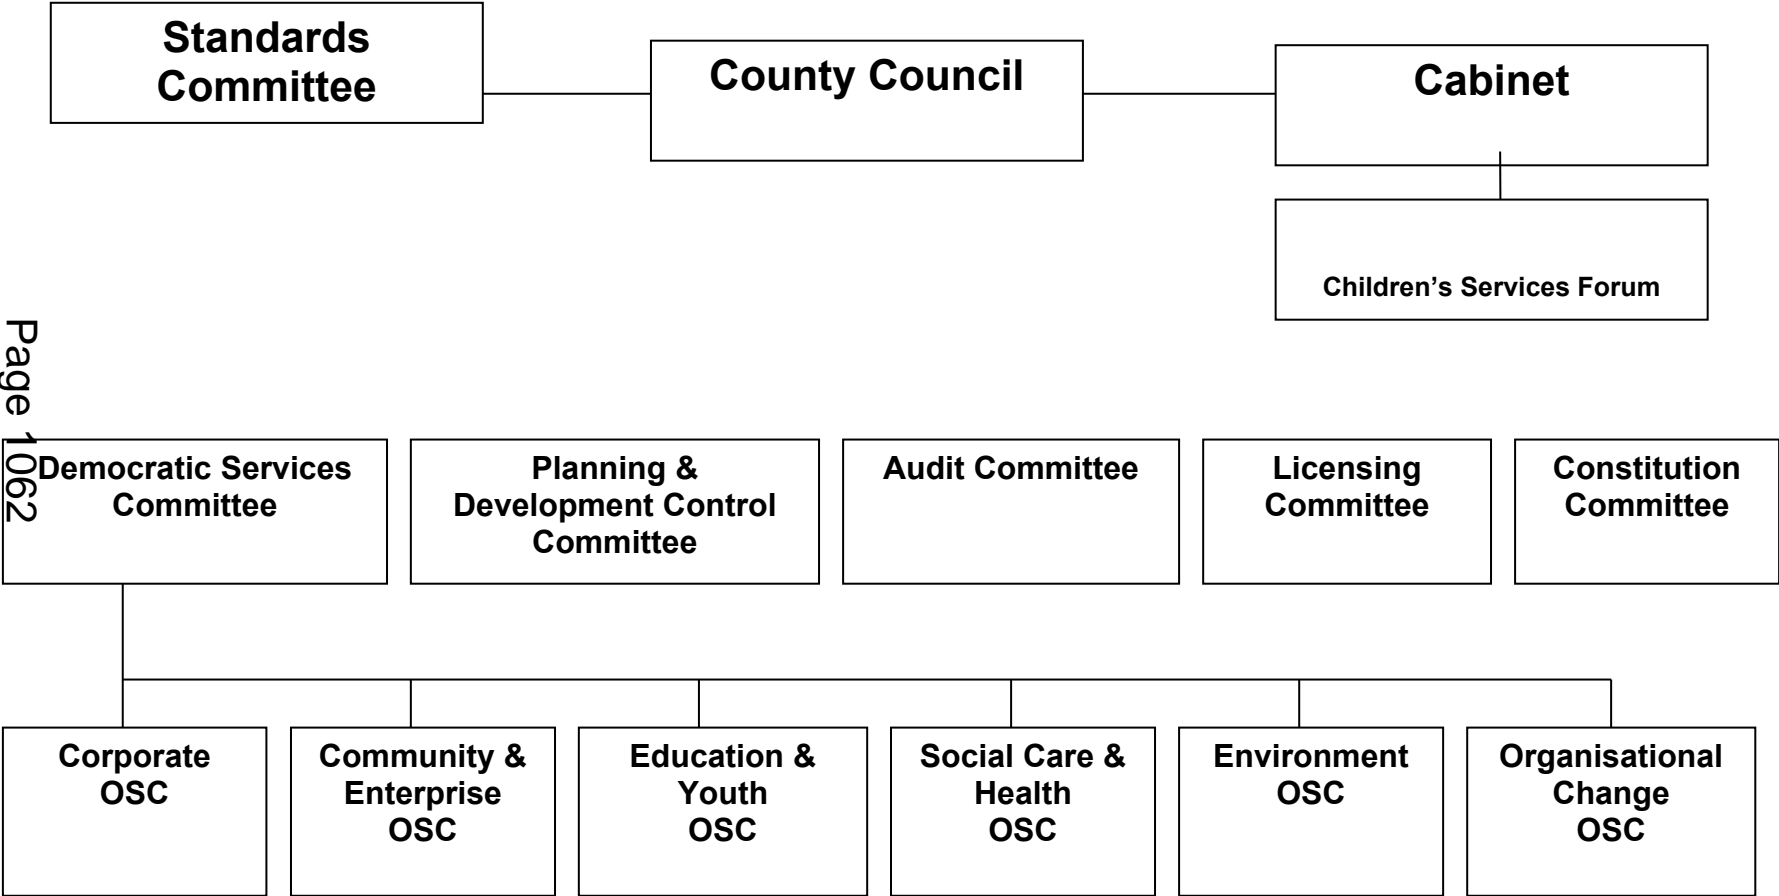 Standards
Committee
County Council
Cabinet
Children’s Services Forum
Page 1062
Democratic Services
Committee
Planning &
Development Control
Committee
Audit Committee
Licensing
Committee
Constitution
Committee
Corporate
OSC
Community &
Enterprise
OSC
Education &
Youth
OSC
Social Care &
Health
OSC
Environment
OSC
Organisational
Change
OSC